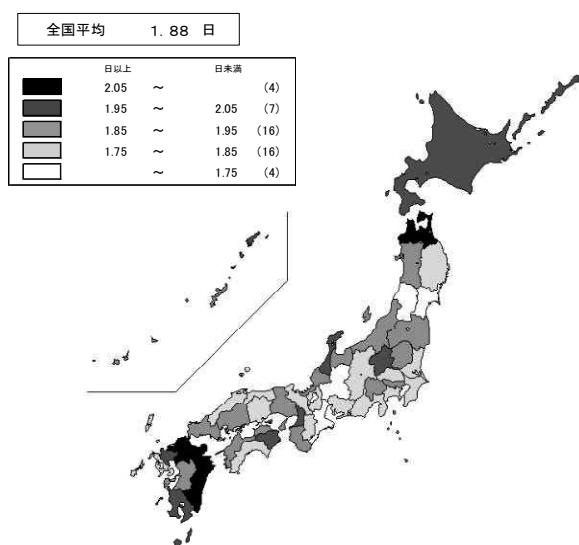 全国平均 1.88 日
日以上 日未満
2.05 ～ (4)
1.95 ～ 2.05 (7)
1.85 ～ 1.95 (16)
1.75 ～ 1.85 (16)
～ 1.75 (4)